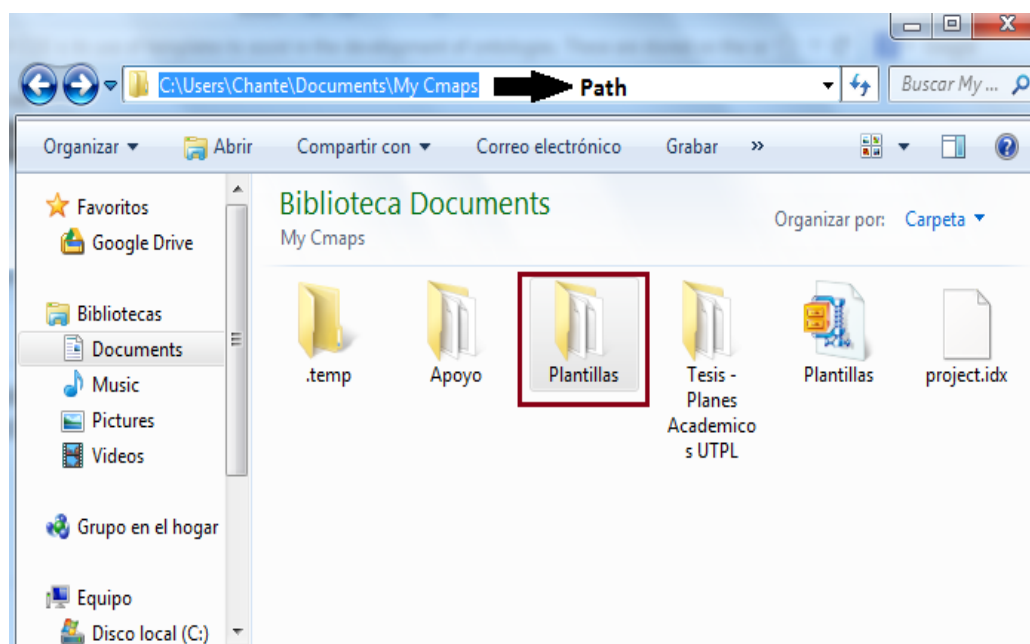 C:\Users\Chante\Documents\My Cmaps Path Buscar My ...
Organizar Abrir Compartir con Correo electrónico Grabar »
Favoritos
Google Drive
Bibliotecas
Documents
Music
Pictures
Videos
Grupo en el hogar
Equipo
Disco local (C:)
Biblioteca Documents
My Cmaps
Organizar por: Carpeta
.temp
Apoyo
Plantillas
Tesis -
Planes
Academico
s UTPL
Plantillas
project.idx